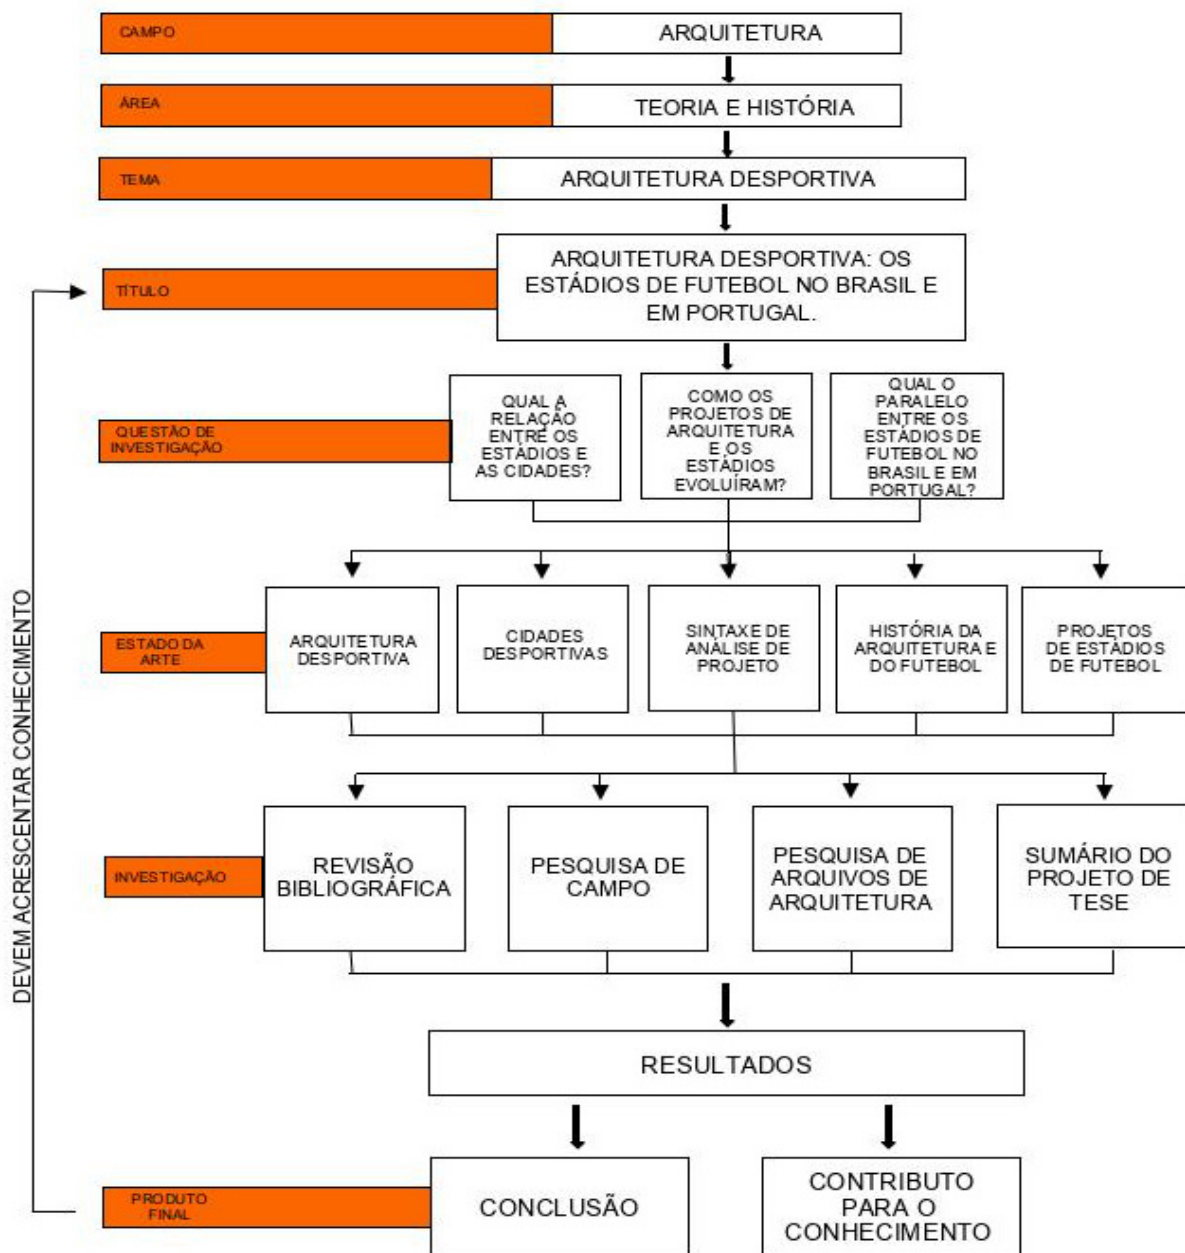 CAMPO
ARQUITETURA
ÁREA
TEORIA E HISTÓRIA
TEMA
ARQUITETURA DESPORTIVA
TÍTULO
ARQUITETURA DESPORTIVA: OS
ESTÁDIOS DE FUTEBOL NO BRASIL E
EM PORTUGAL.
QUESTÃO DE
INVESTIGAÇÃO
QUAL A
RELAÇÃO
ENTRE OS
ESTÁDIOS E
AS CIDADES?
COMO OS
PROJETOS DE
ARQUITETURA
E OS
ESTÁDIOS
EVOLUÍRAM?
QUAL O
PARALELO
ENTRE OS
ESTÁDIOS DE
FUTEBOL NO
BRASIL E EM
PORTUGAL?
ESTADO DA
ARTE
ARQUITETURA
DESPORTIVA
CIDADES
DESPORTIVAS
SINTAXE DE
ANÁLISE DE
PROJETO
HISTÓRIA DA
ARQUITETURA E
DO FUTEBOL
PROJETOS
DE ESTÁDIOS
DE FUTEBOL
INVESTIGAÇÃO
REVISÃO
BIBLIOGRÁFICA
PESQUISA DE
CAMPO
PESQUISA DE
ARQUIVOS DE
ARQUITETURA
SUMÁRIO DO
PROJETO DE
TESE
RESULTADOS
PRODUTO
FINAL
CONCLUSÃO
CONTRIBUTO
PARA O
CONHECIMENTO
DEVEM ACRESCENTAR CONHECIMENTO